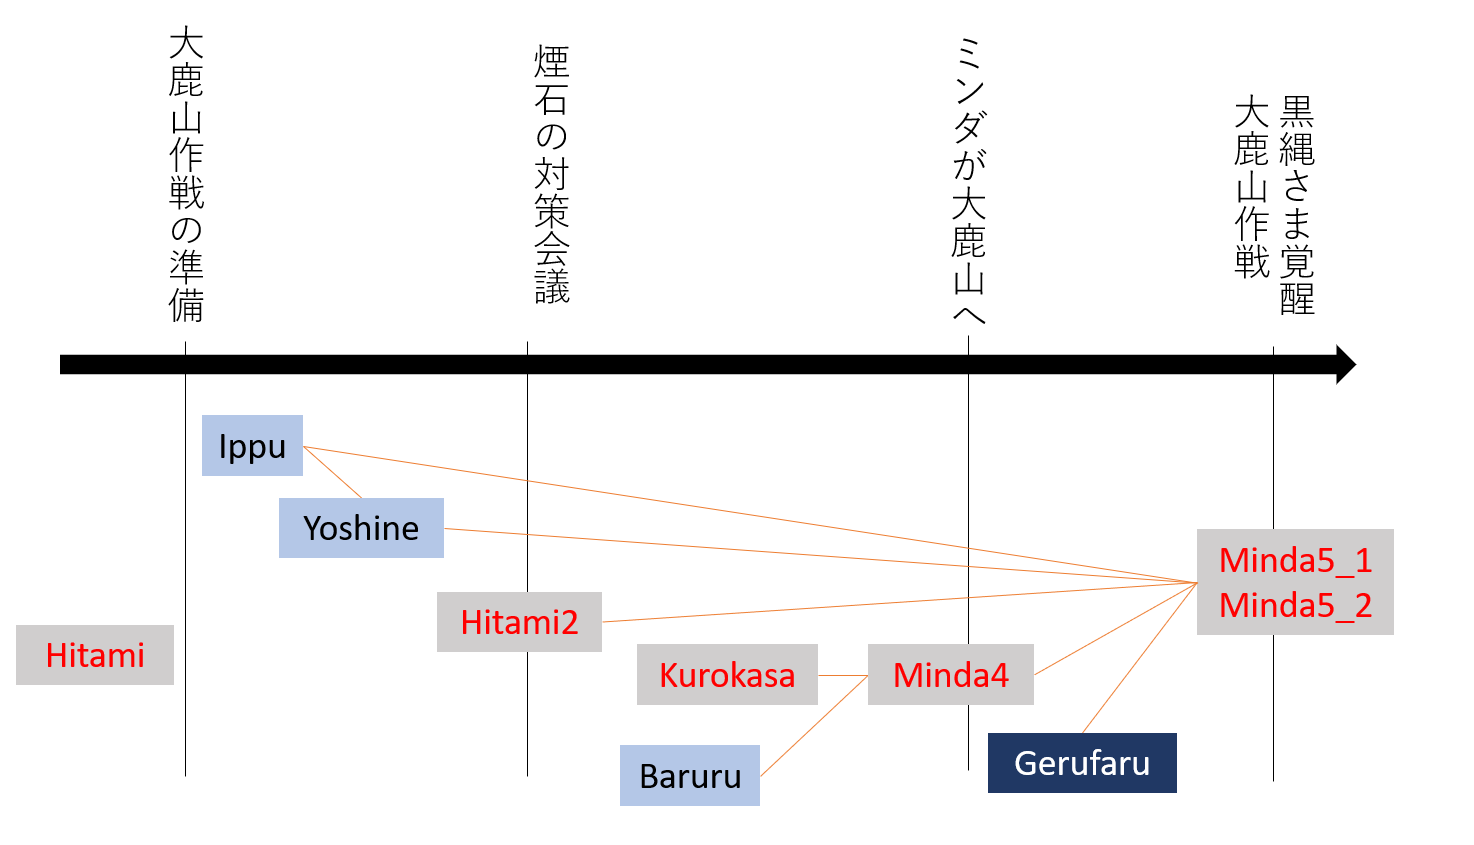 大鹿山作戦の準備
煙石の対策会議
ミンダが大鹿山へ
黒縄さま覚醒
大鹿山作戦
Ippu
Yoshine
Hitami2
Hitami
Kurokasa
Minda4
Baruru
Gerufaru
Minda5_1
Minda5_2